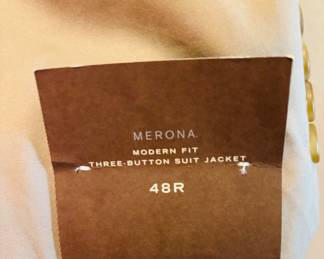 MERONA.
MODERN FIT
THREE-BUTTON SUIT JACKET
48R